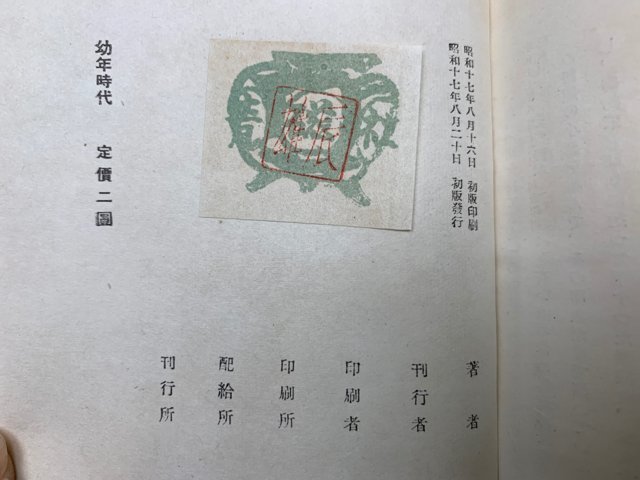 昭和十七年八月十六日 初版印刷
昭和十七年八月二十日 初版發行
辰
雄
幼年時代 定價二圓
著者
刊行者
印刷者
印刷所
配給所
刊行所